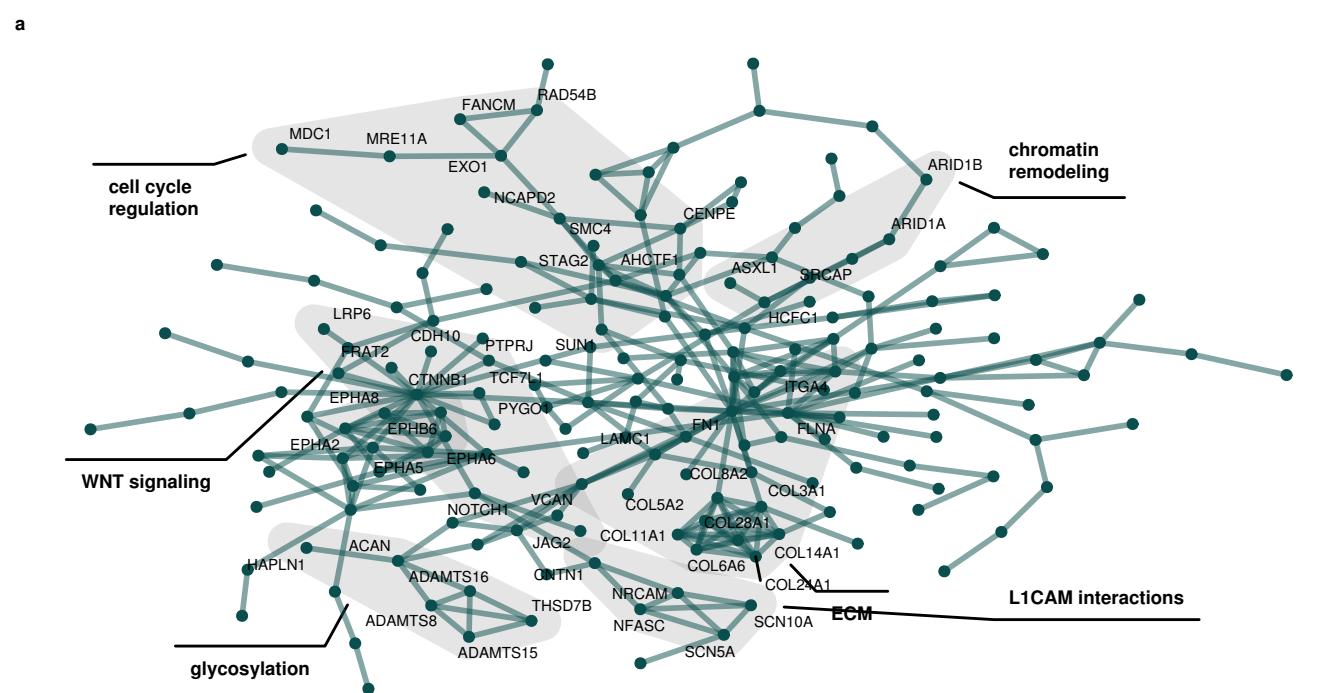 a
RAD54B
FANCM
MDC1
MRE11A
chromatin
remodeling
ARID1B
EXO1
cell cycle
regulation
NCAPD2
CENPE
SMC4
ARID1A
STAG2
AHCTF1
ASXL1
SRCAP
LRP6
HCFC1
CDH10
PTPRJ
SUN1
FRAT2
CTNNB1
TCF7L1
ITGA4
EPHA8
PYGO1
EPHB6
FN1
FLNA
LAMC1
EPHA2
EPHA6
EPHA5
COL8A2
WNT signaling
COL3A1
VCAN
COL5A2
NOTCH1
COL28A1
COL11A1
JAG2
ACAN
COL14A1
HAPLN1
COL6A6
CNTN1
ADAMTS16
COL24A1
NRCAM
L1CAM interactions
THSD7B
ECM
ADAMTS8
NFASC
SCN10A
ADAMTS15
SCN5A
glycosylation